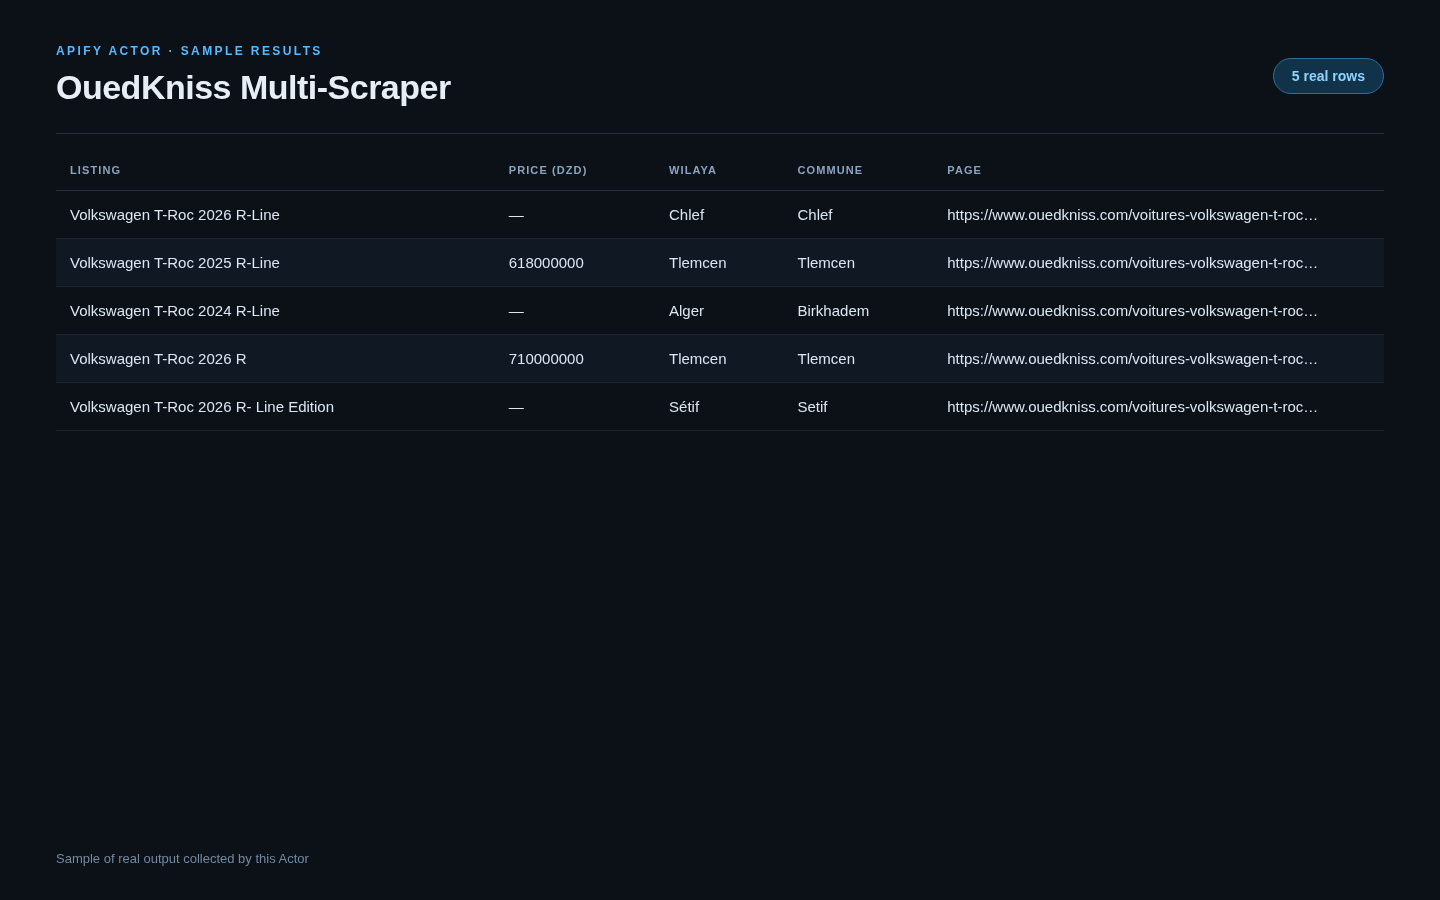 APIFY ACTOR · SAMPLE RESULTS
OuedKniss Multi-Scraper
5 real rows
LISTING PRICE (DZD) WILAYA COMMUNE PAGE
Volkswagen T-Roc 2026 R-Line — Chlef Chlef https://www.ouedkniss.com/voitures-volkswagen-t-roc…
Volkswagen T-Roc 2025 R-Line 618000000 Tlemcen Tlemcen https://www.ouedkniss.com/voitures-volkswagen-t-roc…
Volkswagen T-Roc 2024 R-Line — Alger Birkhadem https://www.ouedkniss.com/voitures-volkswagen-t-roc…
Volkswagen T-Roc 2026 R 710000000 Tlemcen Tlemcen https://www.ouedkniss.com/voitures-volkswagen-t-roc…
Volkswagen T-Roc 2026 R- Line Edition — Sétif Setif https://www.ouedkniss.com/voitures-volkswagen-t-roc…
Sample of real output collected by this Actor